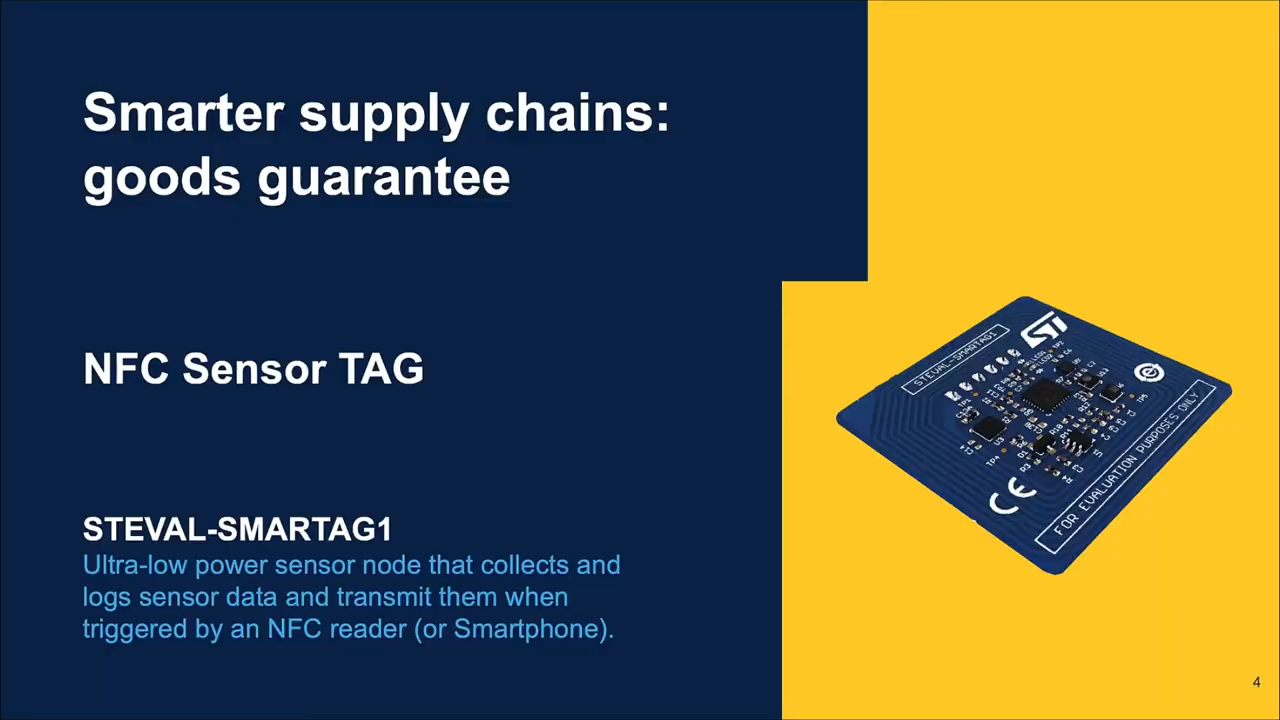 Smarter supply chains:
goods guarantee
NFC Sensor TAG
STEVAL-SMARTAG1
Ultra-low power sensor node that collects and
logs sensor data and transmit them when
triggered by an NFC reader (or Smartphone).
STEVAL-SMARTAG1
ST
CE
FOR EVALUATION PURPOSES ONLY
4